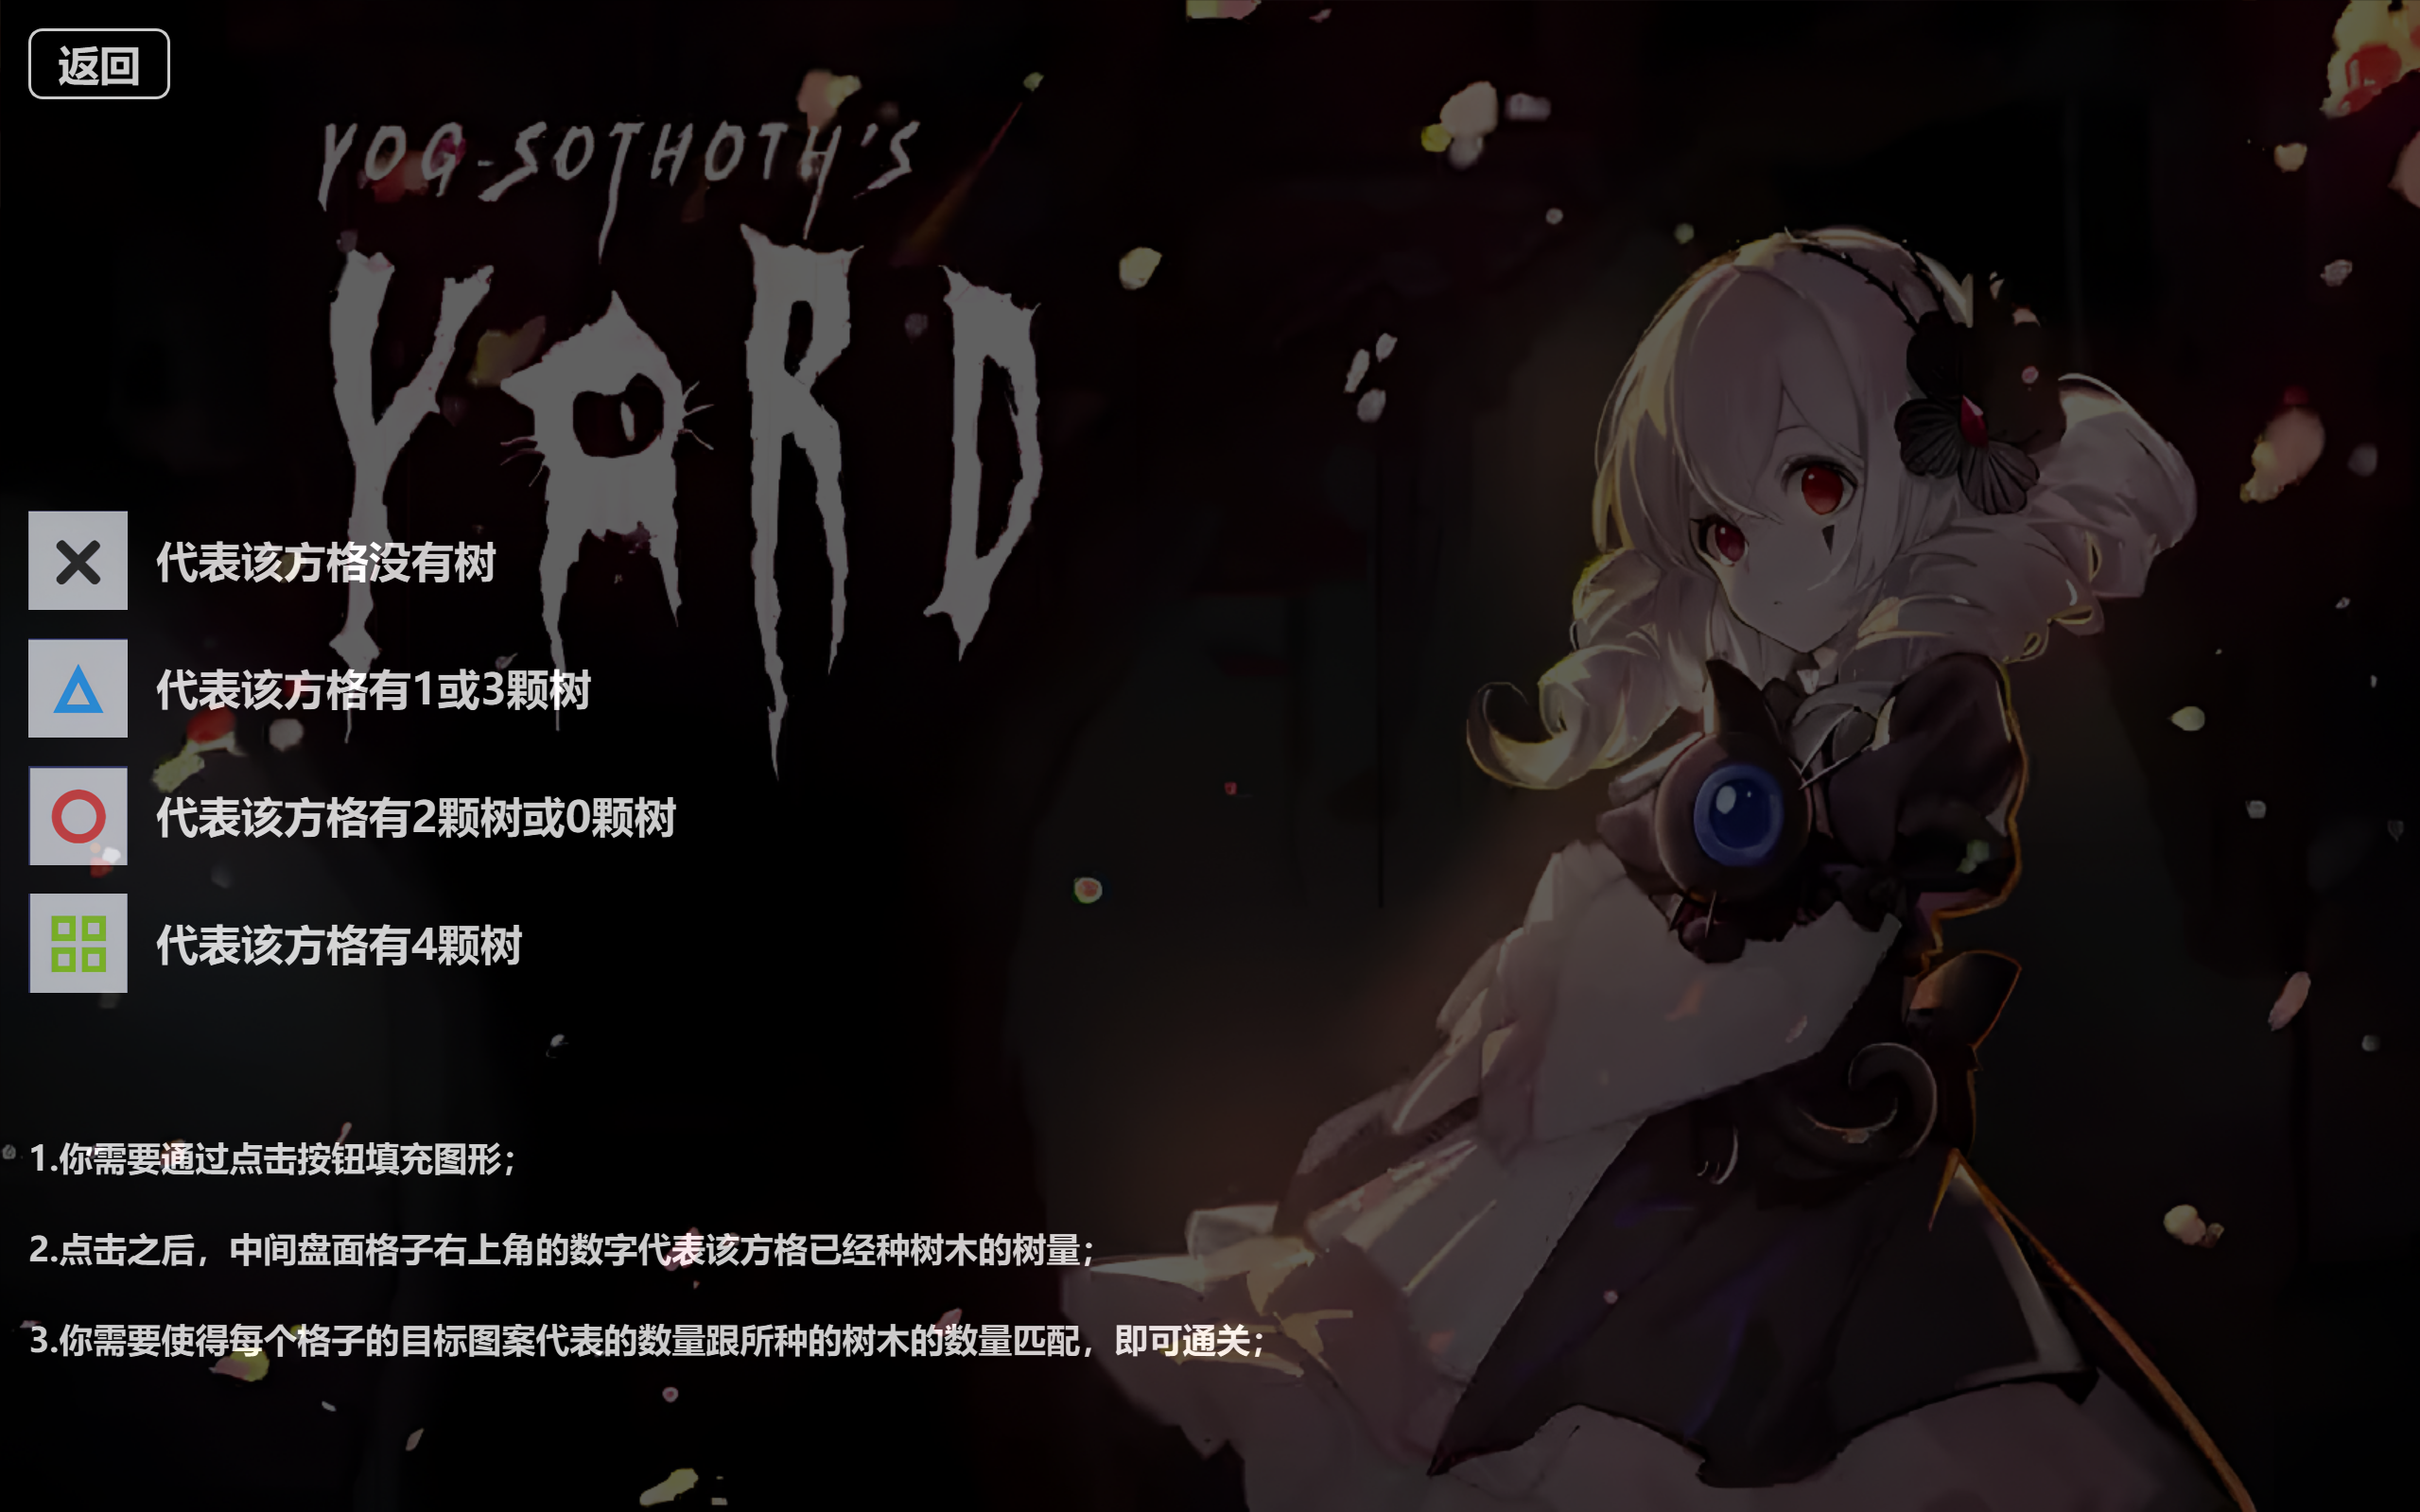 返回
YOG-SOTHOTH'S
YARD
代表该方格没有树
代表该方格有1或3颗树
代表该方格有2颗树或0颗树
代表该方格有4颗树
1.你需要通过点击按钮填充图形；
2.点击之后，中间盘面格子右上角的数字代表该方格已经种树木的树量；
3.你需要使得每个格子的目标图案代表的数量跟所种的树木的数量匹配，即可通关；